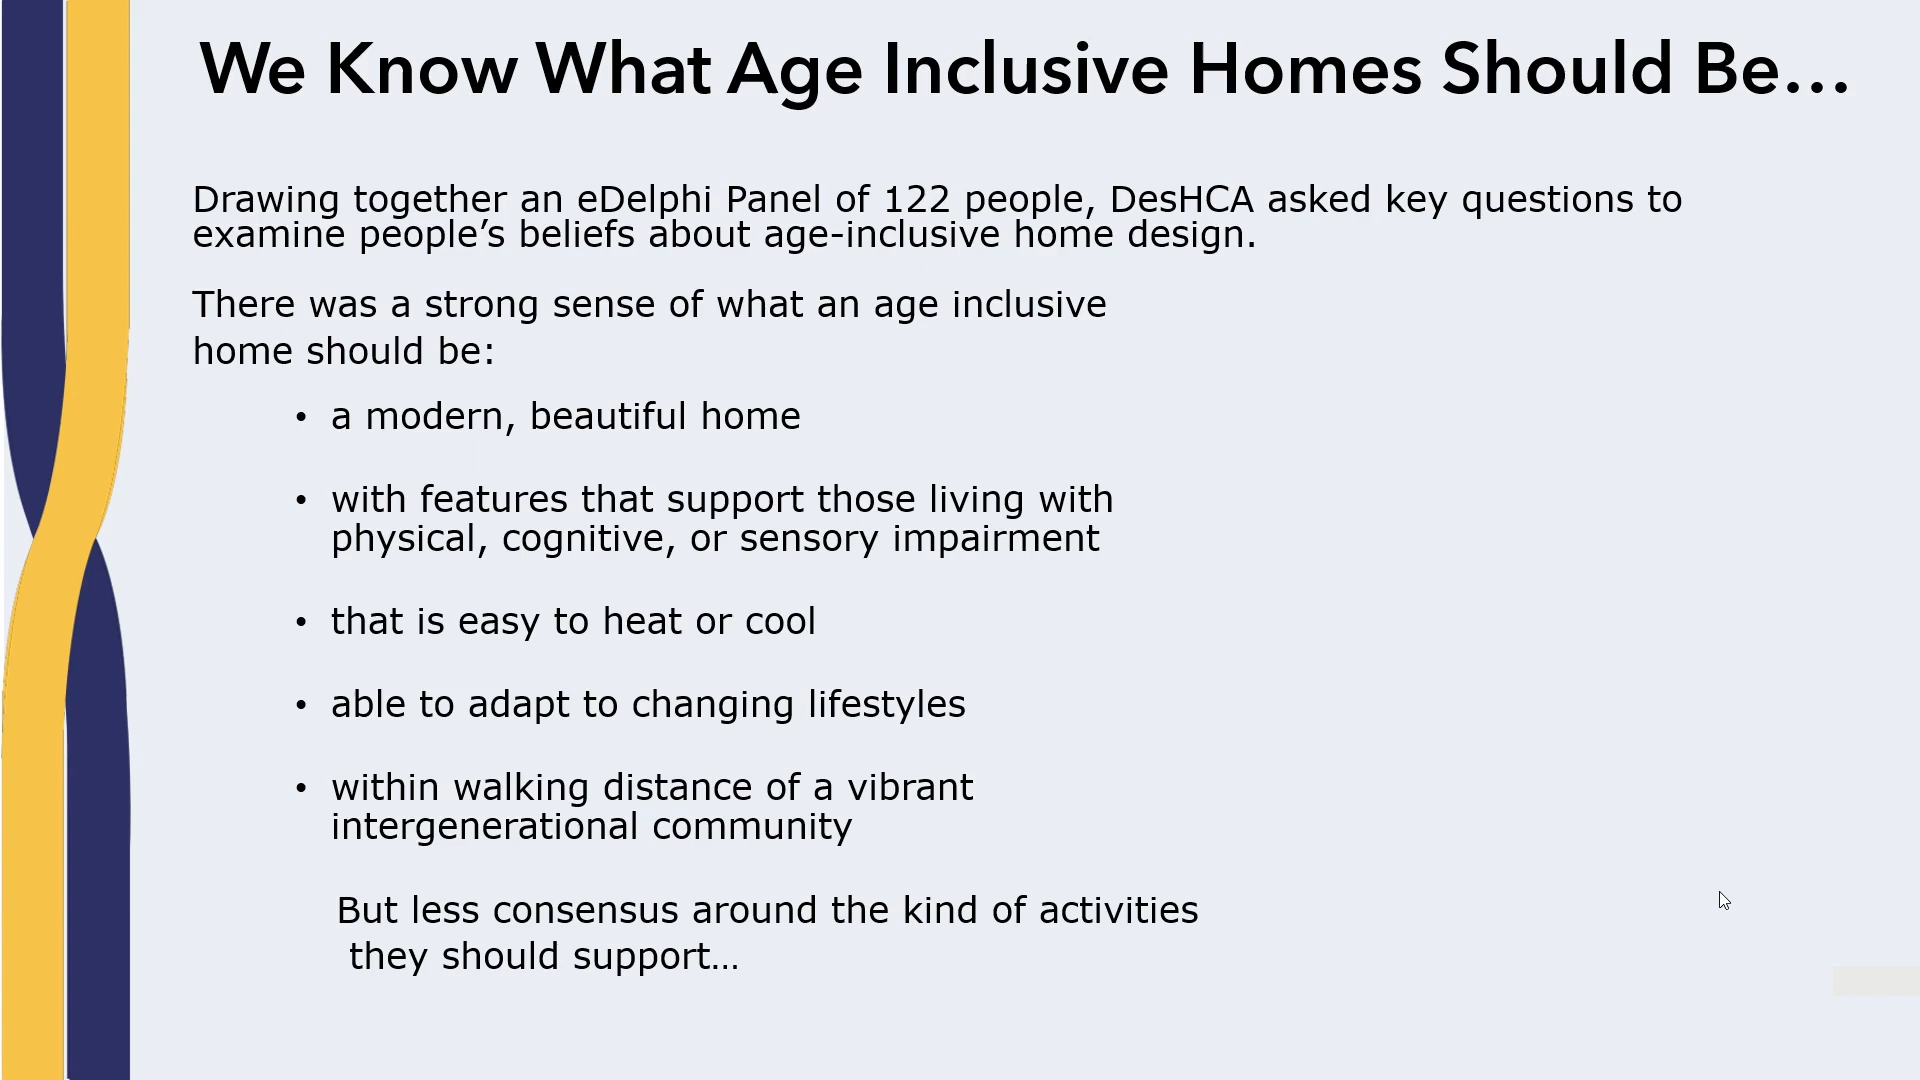 We Know What Age Inclusive Homes Should Be...
Drawing together an eDelphi Panel of 122 people, DesHCA asked key questions to
examine people’s beliefs about age-inclusive home design.
There was a strong sense of what an age inclusive
home should be:
• a modern, beautiful home
• with features that support those living with
physical, cognitive, or sensory impairment
• that is easy to heat or cool
• able to adapt to changing lifestyles
• within walking distance of a vibrant
intergenerational community
But less consensus around the kind of activities
they should support…